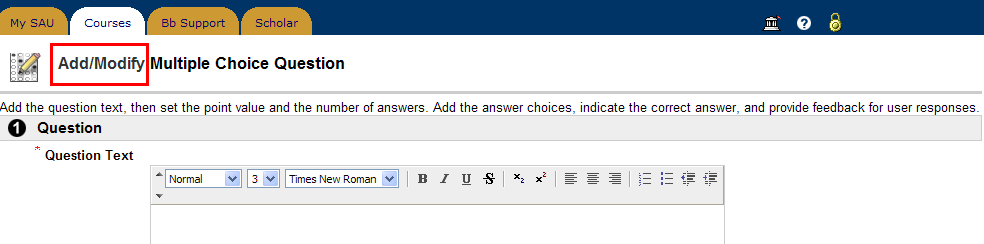 My SAU Courses Bb Support Scholar
Add/Modify Multiple Choice Question
Add the question text, then set the point value and the number of answers. Add the answer choices, indicate the correct answer, and provide feedback for user responses.
1 Question
* Question Text
Normal 3 Times New Roman B I U S x₂ x²